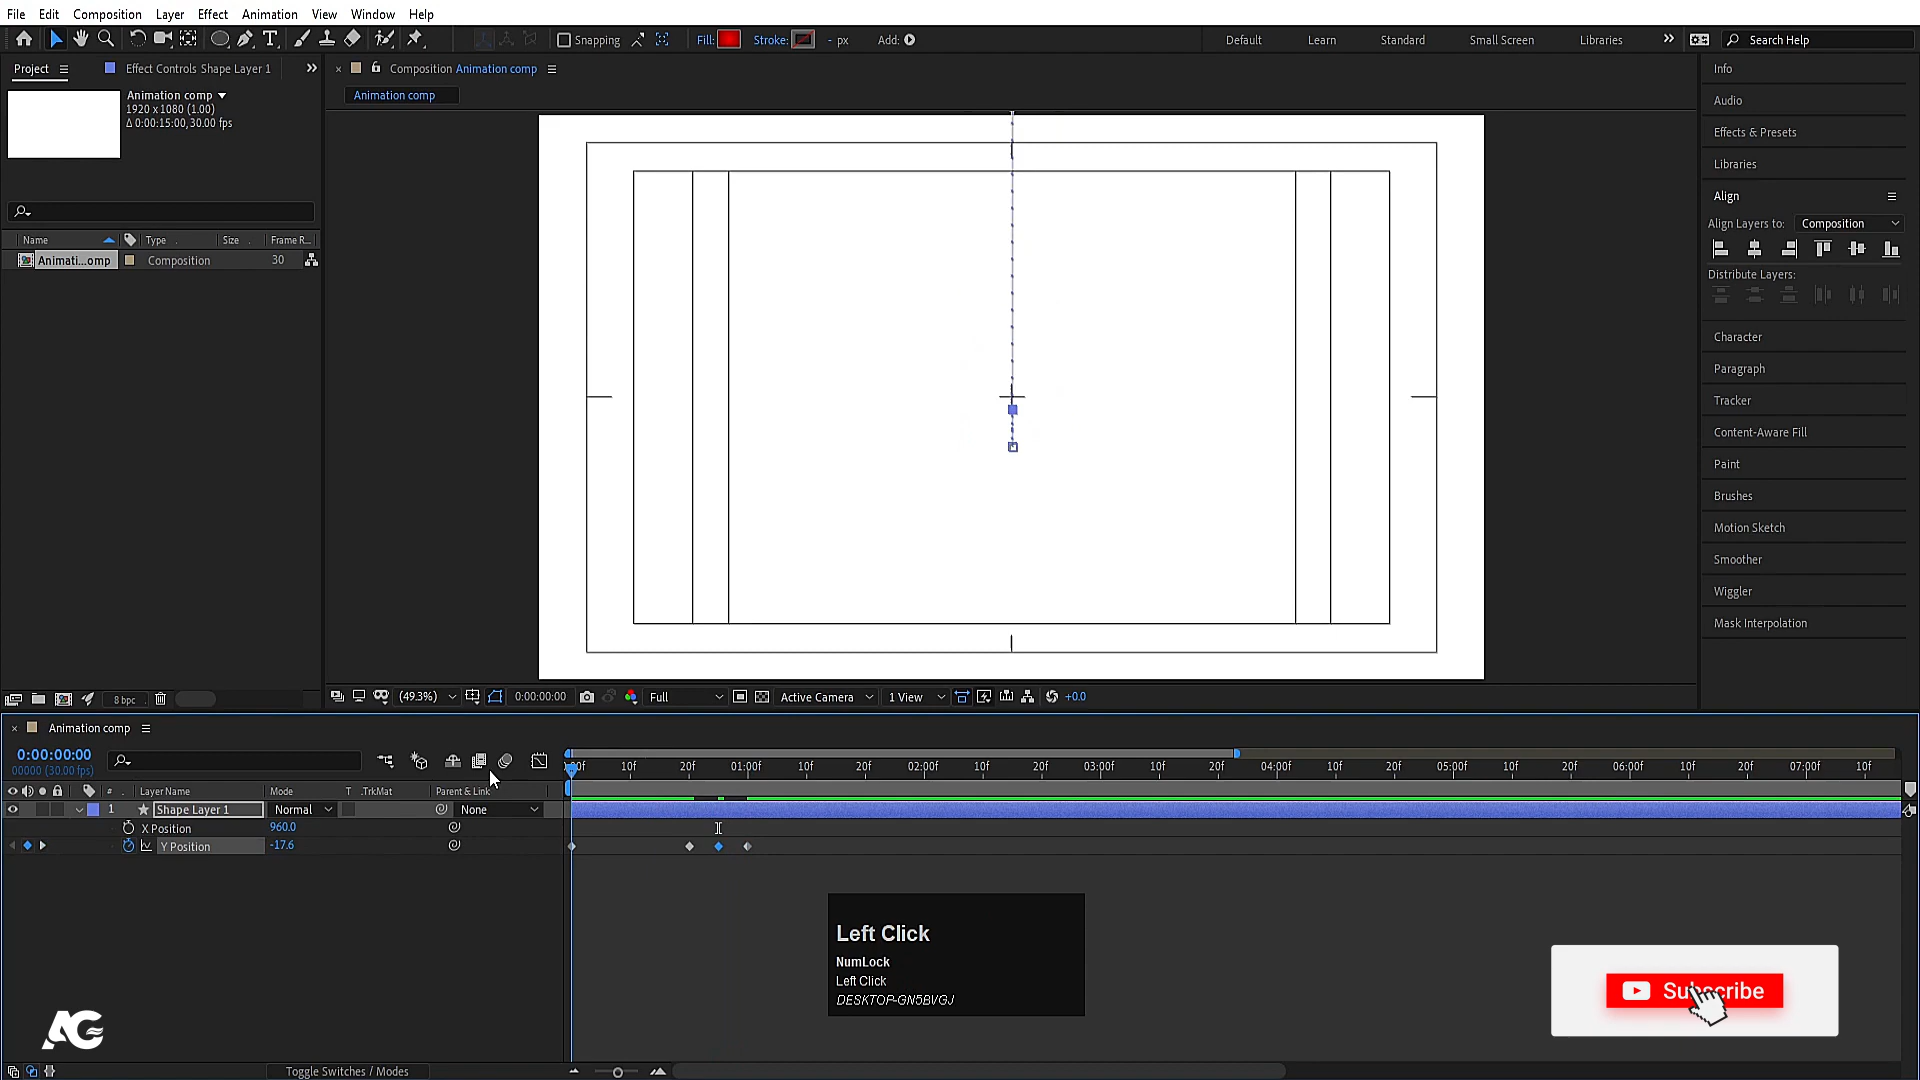 File Edit Composition Layer Effect Animation View Window Help
Snapping Fill: Stroke: - px Add: Default Learn Standard Small Screen Libraries » Search Help
Project Effect Controls Shape Layer 1 »
× Composition Animation comp
Animation comp
Animation comp
1920 x 1080 (1.00)
Δ 0:00:15:00,30.00 fps
Name Type Size Frame R...
Animati...omp Composition 30
Info
Audio
Effects & Presets
Libraries
Align
Align Layers to: Composition
Distribute Layers:
Character
Paragraph
Tracker
Content-Aware Fill
Paint
Brushes
Motion Sketch
Smoother
Wiggler
Mask Interpolation
8 bpc
(49.3%) 0:00:00:00 Full Active Camera 1 View +0.0
× Animation comp
0:00:00:00
00000 (30.00 fps)
10f 20f 01:00f 10f 20f 02:00f 10f 20f 03:00f 10f 20f 04:00f 10f 20f 05:00f 10f 20f 06:00f 10f 20f 07:00f 10f
# Layer Name Mode T .TrkMat Parent & Link
1 Shape Layer 1 Normal None
X Position 960.0
Y Position -17.6
Left Click
NumLock
Left Click
DESKTOP-GN5BVGJ
Subscribe
AG
Toggle Switches / Modes